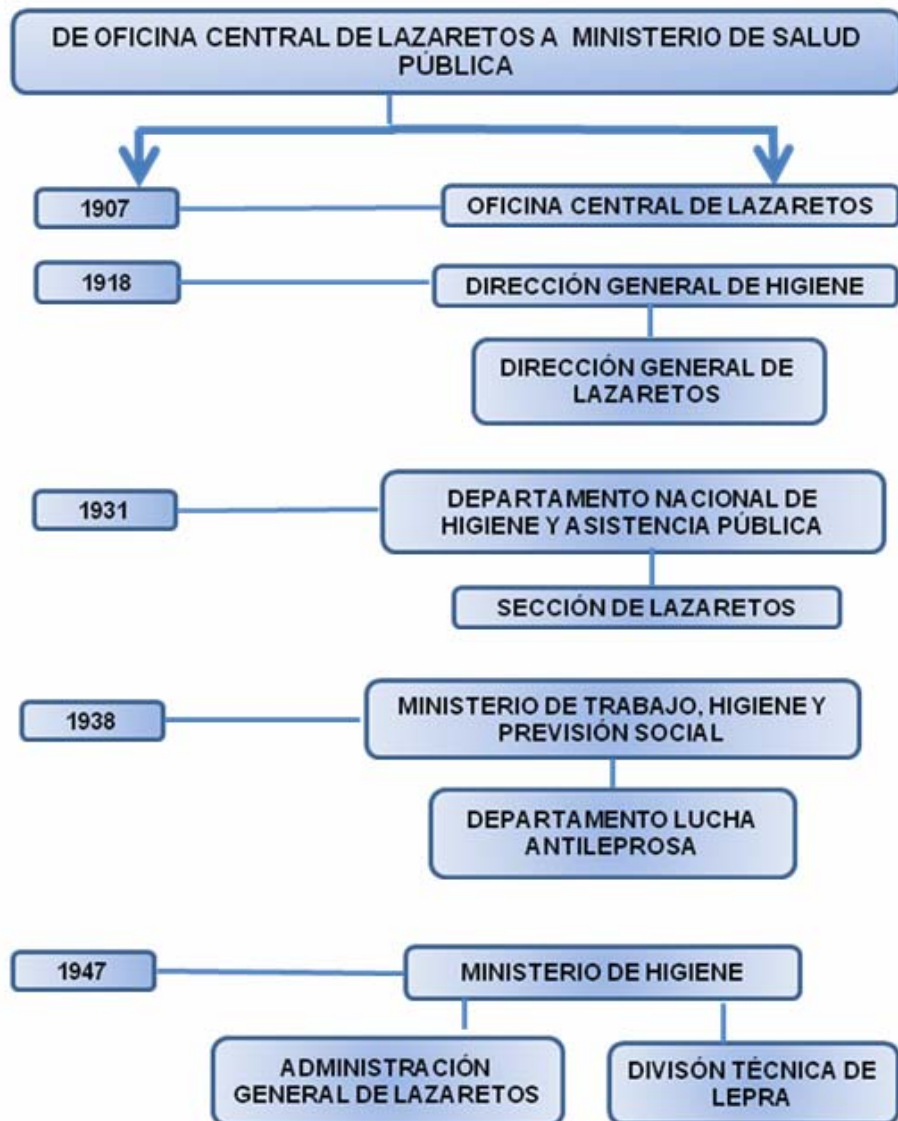 DE OFICINA CENTRAL DE LAZARETOS A MINISTERIO DE SALUD
PÚBLICA
1907
OFICINA CENTRAL DE LAZARETOS
1918
DIRECCIÓN GENERAL DE HIGIENE
DIRECCIÓN GENERAL DE
LAZARETOS
1931
DEPARTAMENTO NACIONAL DE
HIGIENE Y ASISTENCIA PÚBLICA
SECCIÓN DE LAZARETOS
1938
MINISTERIO DE TRABAJO, HIGIENE Y
PREVISIÓN SOCIAL
DEPARTAMENTO LUCHA
ANTILEPROSA
1947
MINISTERIO DE HIGIENE
ADMINISTRACIÓN
GENERAL DE LAZARETOS
DIVISÓN TÉCNICA DE
LEPRA